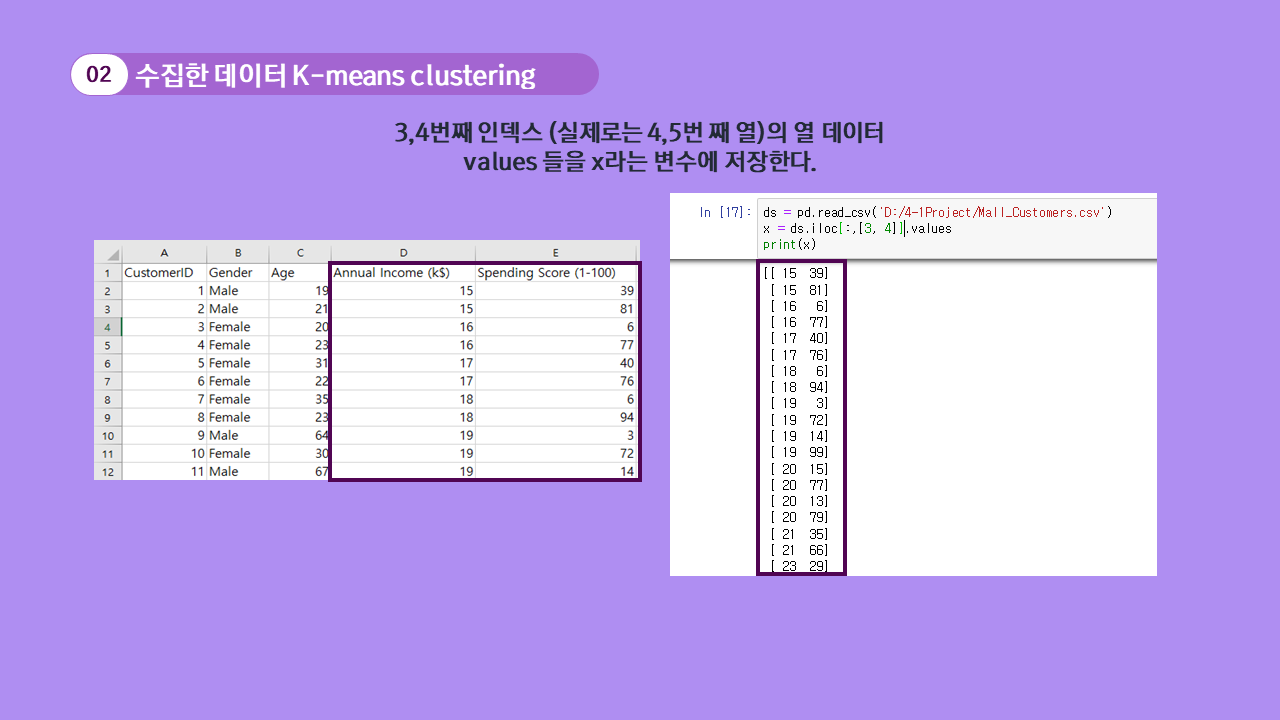 02 수집한 데이터 K-means clustering
3,4번째 인덱스 (실제로는 4,5번 째 열)의 열 데이터
values 들을 x라는 변수에 저장한다.
A B C D E
1 CustomerID Gender Age Annual Income (k$) Spending Score (1-100)
2 1 Male 19 15 39
3 2 Male 21 15 81
4 3 Female 20 16 6
5 4 Female 23 16 77
6 5 Female 31 17 40
7 6 Female 22 17 76
8 7 Female 35 18 6
9 8 Female 23 18 94
10 9 Male 64 19 3
11 10 Female 30 19 72
12 11 Male 67 19 14
In [17]: ds = pd.read_csv('D:/4-1Project/Mall_Customers.csv')
x = ds.iloc[:,[3, 4]].values
print(x)
[[ 15 39]
[ 15 81]
[ 16 6]
[ 16 77]
[ 17 40]
[ 17 76]
[ 18 6]
[ 18 94]
[ 19 3]
[ 19 72]
[ 19 14]
[ 19 99]
[ 20 15]
[ 20 77]
[ 20 13]
[ 20 79]
[ 21 35]
[ 21 66]
[ 23 29]